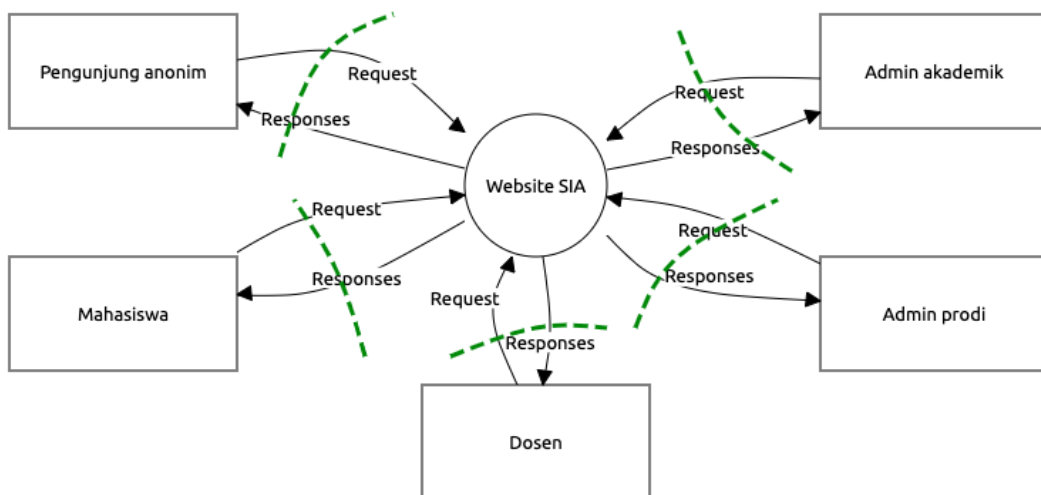 Pengunjung anonim
Request
Responses
Admin akademik
Request
Responses
Website SIA
Mahasiswa
Request
Responses
Request
Responses
Admin prodi
Request
Responses
Dosen